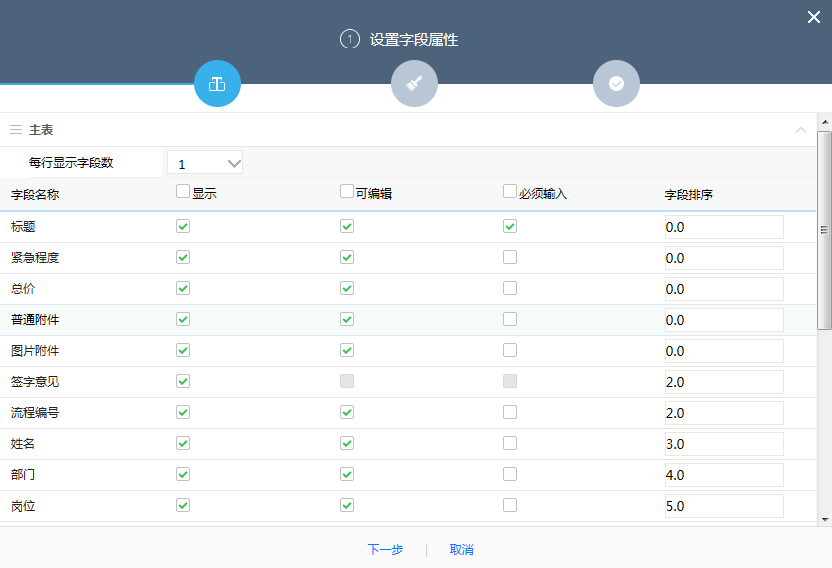 ① 设置字段属性
主表
每行显示字段数 1
字段名称 显示 可编辑 必须输入 字段排序
标题 0.0
紧急程度 0.0
总价 0.0
普通附件 0.0
图片附件 0.0
签字意见 2.0
流程编号 2.0
姓名 3.0
部门 4.0
岗位 5.0
下一步 | 取消